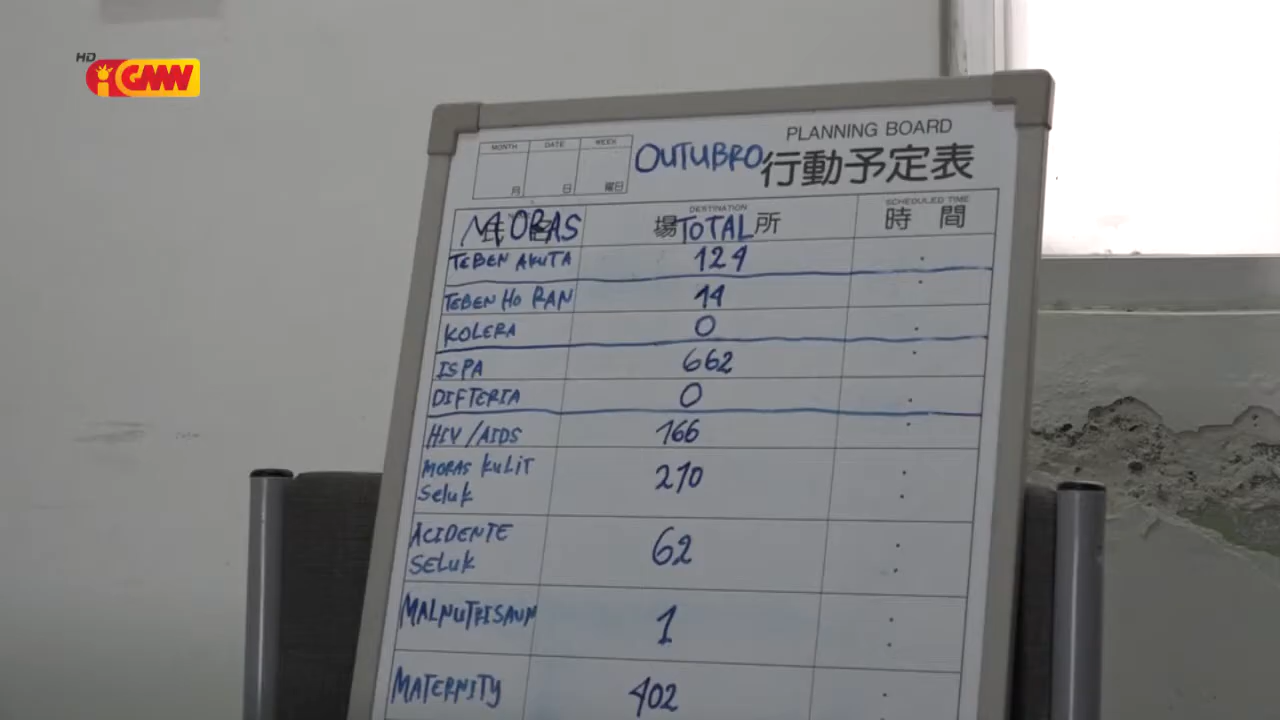 HD
GMN
PLANNING BOARD
MONTH DATE WEEK
OUTUBRO 行動予定表
月 日 曜日
DESTINATION SCHEDULED TIME
MORAS 場 TOTAL 所 時 間
TEBEN AKUTA 124
TEBEN HO RAN 14
KOLERA 0
ISPA 662
DIFTERIA 0
HIV/AIDS 166
MORAS KULIT 210
Seluk
ACIDENTE 62
SELUK
MALNUTRISAUN 1
MATERNITY 402